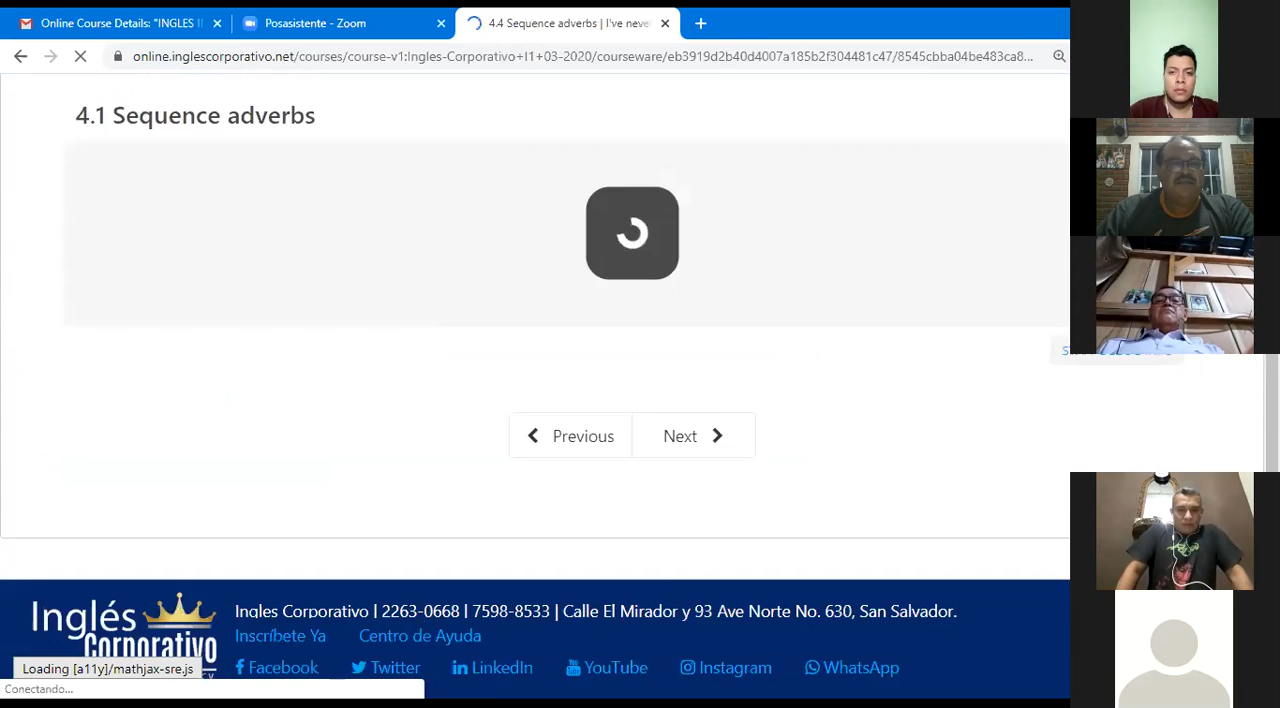 Online Course Details: "INGLES II
Posasistente - Zoom
4.4 Sequence adverbs | I've neve
online.inglescorporativo.net/courses/course-v1:Ingles-Corporativo+I1+03-2020/courseware/eb3919d2b40d4007a185b2f304481c47/8545cbba04be483ca8...
4.1 Sequence adverbs
Previous
Next
Inglés
Corporativo
Ingles Corporativo | 2263-0668 | 7598-8533 | Calle El Mirador y 93 Ave Norte No. 630, San Salvador.
Inscríbete Ya
Centro de Ayuda
Facebook
Twitter
LinkedIn
YouTube
Instagram
WhatsApp
Loading [a11y]/mathjax-sre.js
Conectando...